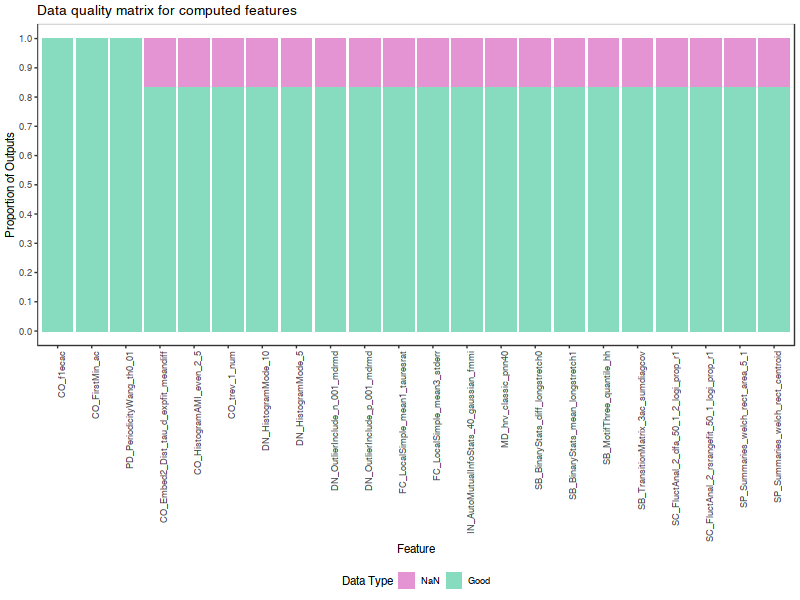 Data quality matrix for computed features
Proportion of Outputs
1.0
0.9
0.8
0.7
0.6
0.5
0.4
0.3
0.2
0.1
0.0
CO_f1ecac
CO_FirstMin_ac
PD_PeriodicityWang_th0_01
CO_Embed2_Dist_tau_d_expfit_meandiff
CO_HistogramAMI_even_2_5
CO_trev_1_num
DN_HistogramMode_10
DN_HistogramMode_5
DN_OutlierInclude_n_001_mdrmd
DN_OutlierInclude_p_001_mdrmd
FC_LocalSimple_mean1_tauresrat
FC_LocalSimple_mean3_stderr
IN_AutoMutualInfoStats_40_gaussian_fmmi
MD_hrv_classic_pnn40
SB_BinaryStats_diff_longstretch0
SB_BinaryStats_mean_longstretch1
SB_MotifThree_quantile_hh
SB_TransitionMatrix_3ac_sumdiagcov
SC_FluctAnal_2_dfa_50_1_2_logi_prop_r1
SC_FluctAnal_2_rsrangefit_50_1_logi_prop_r1
SP_Summaries_welch_rect_area_5_1
SP_Summaries_welch_rect_centroid
Feature
Data Type NaN Good